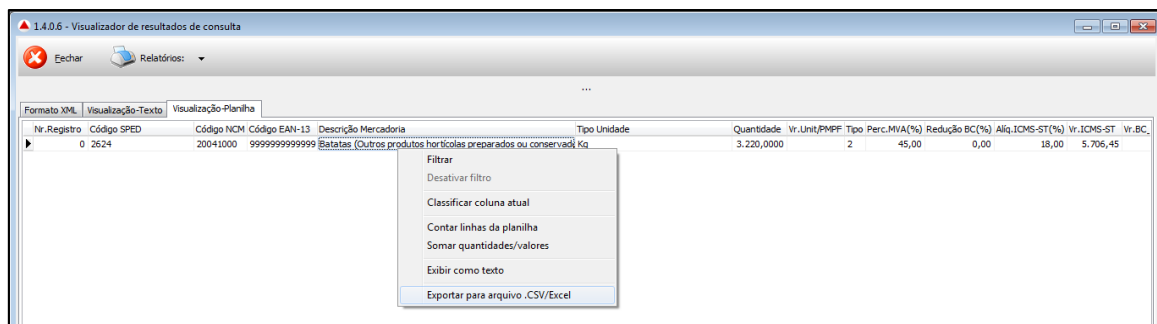 1.4.0.6 - Visualizador de resultados de consulta
Fechar Relatórios:
...
Formato XML Visualização-Texto Visualização-Planilha
Nr.Registro Código SPED Código NCM Código EAN-13 Descrição Mercadoria Tipo Unidade Quantidade Vr.Unit/PMPF Tipo Perc.MVA(%) Redução BC(%) Alíq.ICMS-ST(%) Vr.ICMS-ST Vr.BC_
0 2624 20041000 9999999999999 Batatas (Outros produtos hortícolas preparados ou conservad Kg 3.220,0000 2 45,00 0,00 18,00 5.706,45
Filtrar
Desativar filtro
Classificar coluna atual
Contar linhas da planilha
Somar quantidades/valores
Exibir como texto
Exportar para arquivo .CSV/Excel